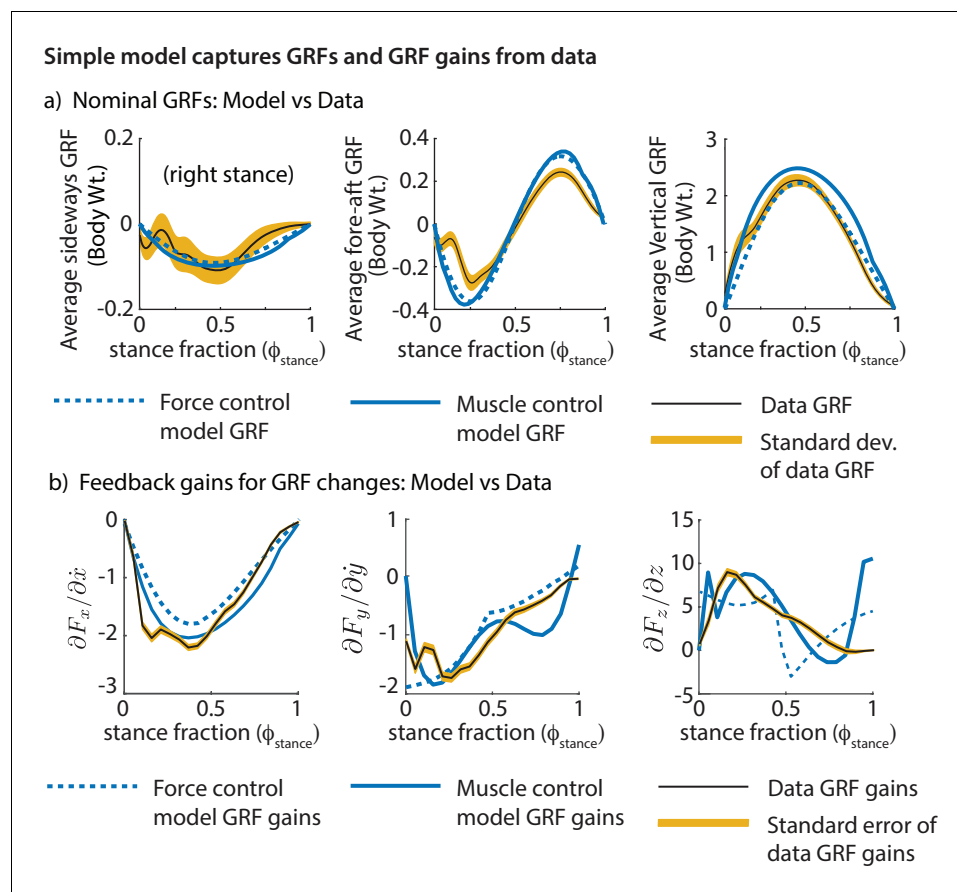 Simple model captures GRFs and GRF gains from data
a) Nominal GRFs: Model vs Data
Average sideways GRF
(Body Wt.)
0.2
0
-0.2
(right stance)
0
0.5
1
stance fraction (ϕstance)
Average fore-aft GRF
(Body Wt.)
0.4
0.2
0
-0.2
-0.4
0
0.5
1
stance fraction (ϕstance)
Average Vertical GRF
(Body Wt.)
3
2
1
0
0
0.5
1
stance fraction (ϕstance)
Force control
model GRF
Muscle control
model GRF
Data GRF
Standard dev.
of data GRF
b) Feedback gains for GRF changes: Model vs Data
∂Fx/∂ẋ
0
-1
-2
-3
0
0.5
1
stance fraction (ϕstance)
∂Fy/∂ẏ
1
0
-1
-2
0
0.5
1
stance fraction (ϕstance)
∂Fz/∂z
15
10
5
0
-5
0
0.5
1
stance fraction (ϕstance)
Force control
model GRF gains
Muscle control
model GRF gains
Data GRF gains
Standard error of
data GRF gains